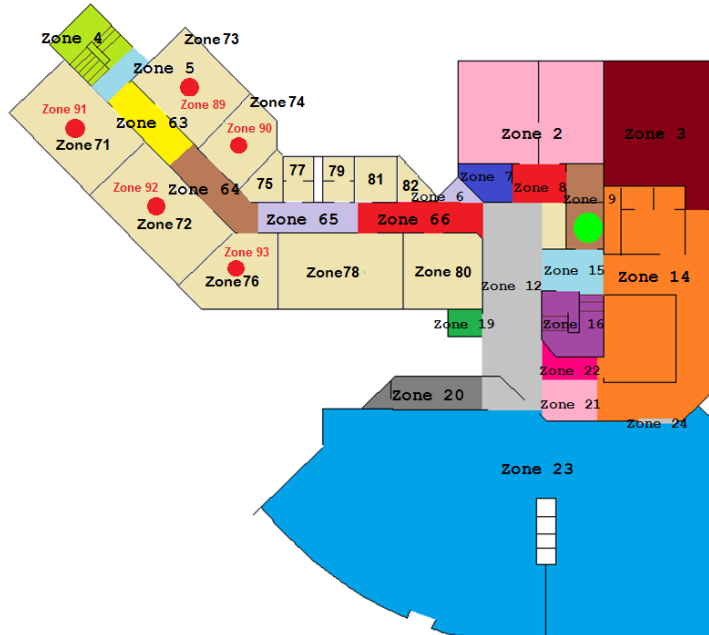 Zone 4
Zone 73
Zone 5
Zone 91
Zone 89
Zone 74
Zone 71
Zone 63
Zone 90
Zone 2
Zone 3
77
79
81
75
82
Zone 7
Zone 8
Zone 92
Zone 64
Zone 6
Zone 9
Zone 72
Zone 65
Zone 66
Zone 93
Zone 76
Zone78
Zone 80
Zone 12
Zone 15
Zone 14
Zone 19
Zone 16
Zone 22
Zone 20
Zone 21
Zone 24
Zone 23